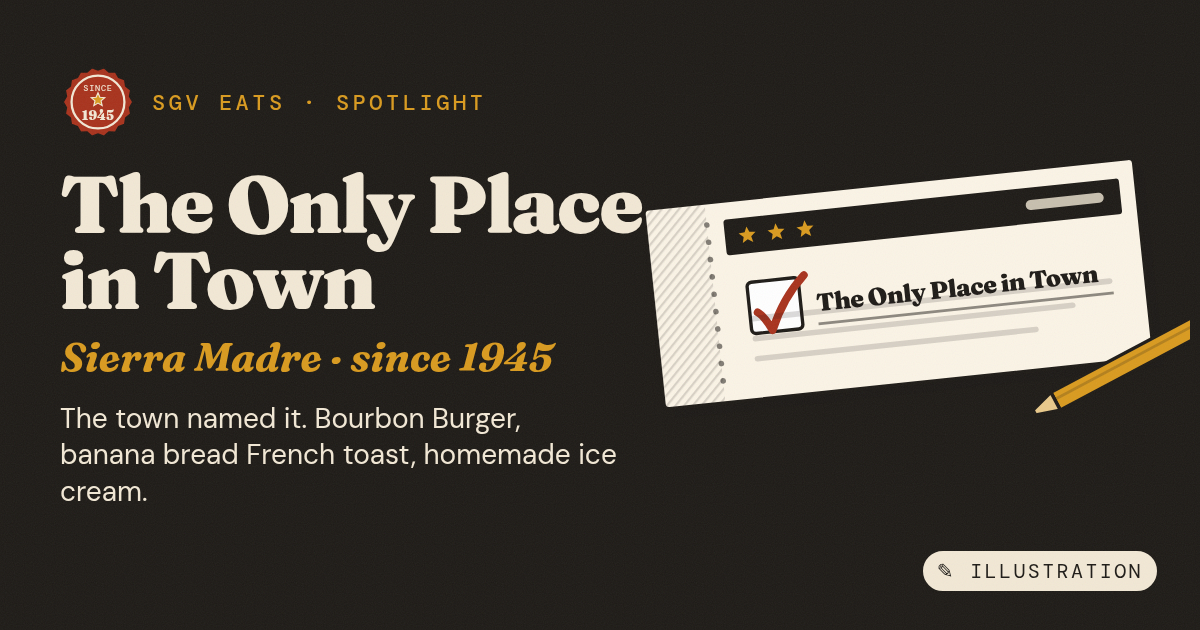 SINCE
1945
SGV EATS · SPOTLIGHT
The Only Place
in Town
Sierra Madre · since 1945
The town named it. Bourbon Burger,
banana bread French toast, homemade ice
cream.
The Only Place in Town
✎ ILLUSTRATION